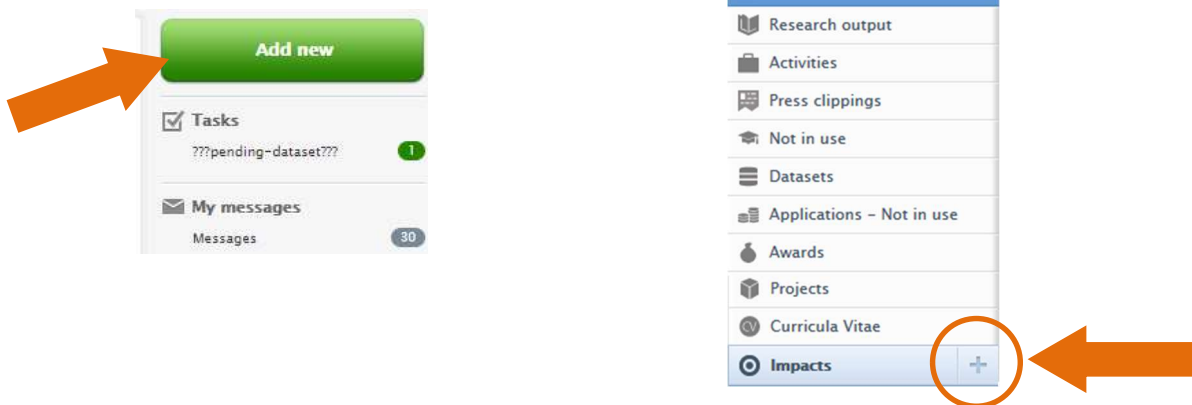 Add new
Tasks
???pending-dataset???
1
My messages
Messages
30
Research output
Activities
Press clippings
Not in use
Datasets
Applications – Not in use
Awards
Projects
CV
Curricula Vitae
Impacts
+